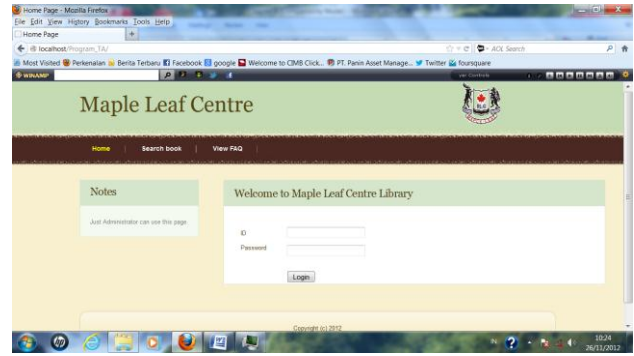 Home Page - Mozilla Firefox
File Edit View History Bookmarks Tools Help
Home Page
localhost/Program_TA/
AOL Search
Most Visited Perkenalan Berita Terbaru Facebook google Welcome to CIMB Click... PT. Panin Asset Manage... Twitter foursquare
WINAMP
Maple Leaf Centre
Home Search book View FAQ
Notes
Just Administrator can use this page.
Welcome to Maple Leaf Centre Library
ID
Password
Login
Copyright (c) 2012
10:24
26/11/2012